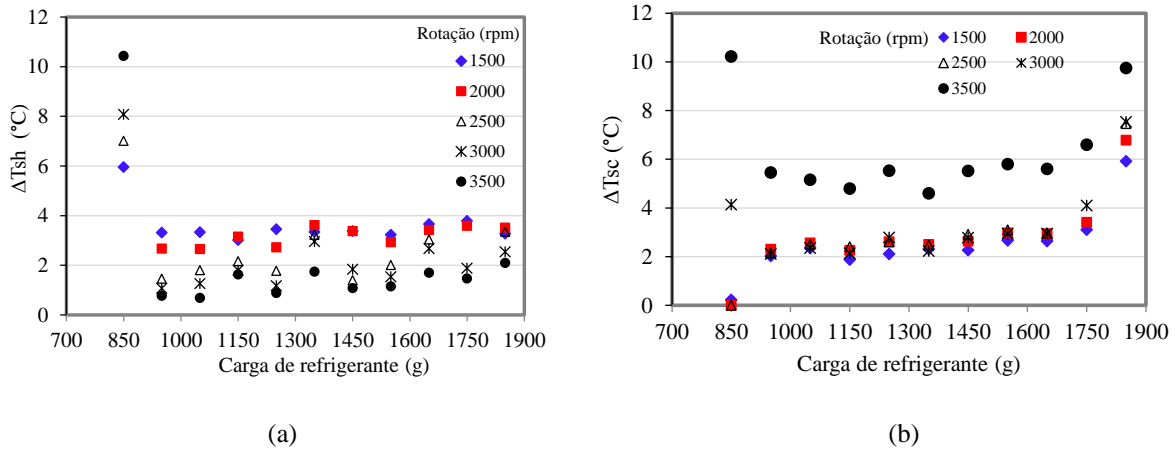 12
10
8
6
4
2
0
ΔTsh (°C)
Rotação (rpm)
1500
2000
2500
3000
3500
700 850 1000 1150 1300 1450 1600 1750 1900
Carga de refrigerante (g)
(a)
12
10
8
6
4
2
0
ΔTsc (°C)
Rotação (rpm) 1500 2000
2500 3000
3500
700 850 1000 1150 1300 1450 1600 1750 1900
Carga de refrigerante (g)
(b)